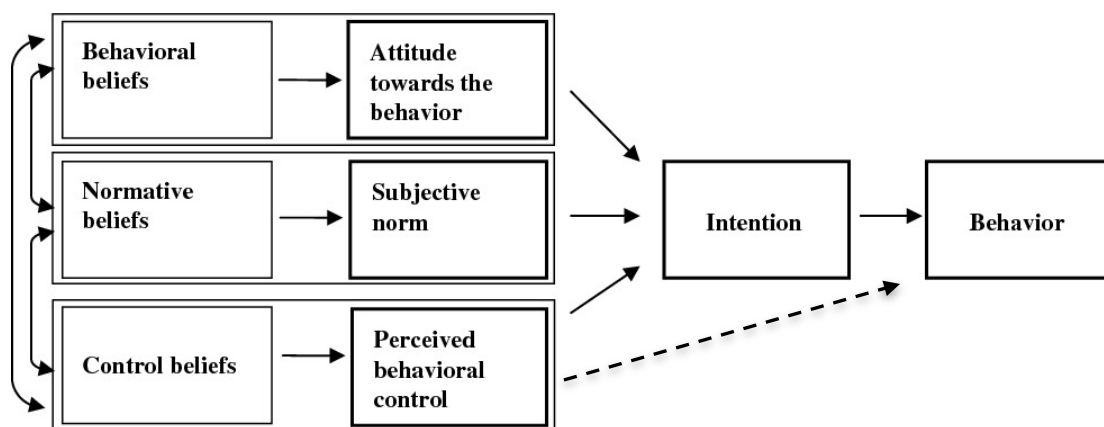 Behavioral
beliefs
Attitude
towards the
behavior
Normative
beliefs
Subjective
norm
Intention
Behavior
Control beliefs
Perceived
behavioral
control